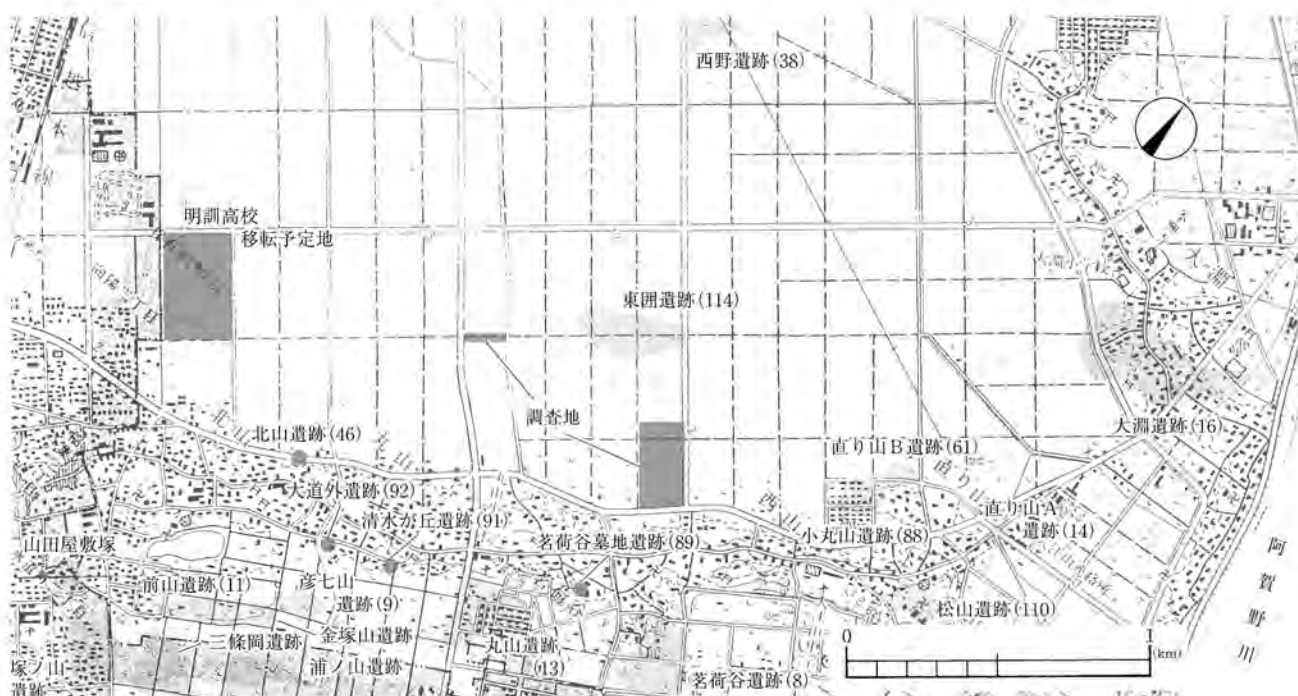 西野遺跡(38)
明訓高校
移転予定地
東囲遺跡(114)
調査地
大淵
大淵遺跡(16)
北山遺跡(46)
直り山B遺跡(61)
大道外遺跡(92)
直り山A
遺跡(14)
清水が丘遺跡(91)
山田屋敷塚
茗荷谷墓地遺跡(89)
小丸山遺跡(88)
阿賀野川
前山遺跡(11)
彦七山
遺跡(9)
松山遺跡(110)
三條岡遺跡
金塚山遺跡
丸山遺跡
(13)
塚ノ山
遺跡
浦ノ山遺跡
茗荷谷遺跡(8)
0
1
(km)